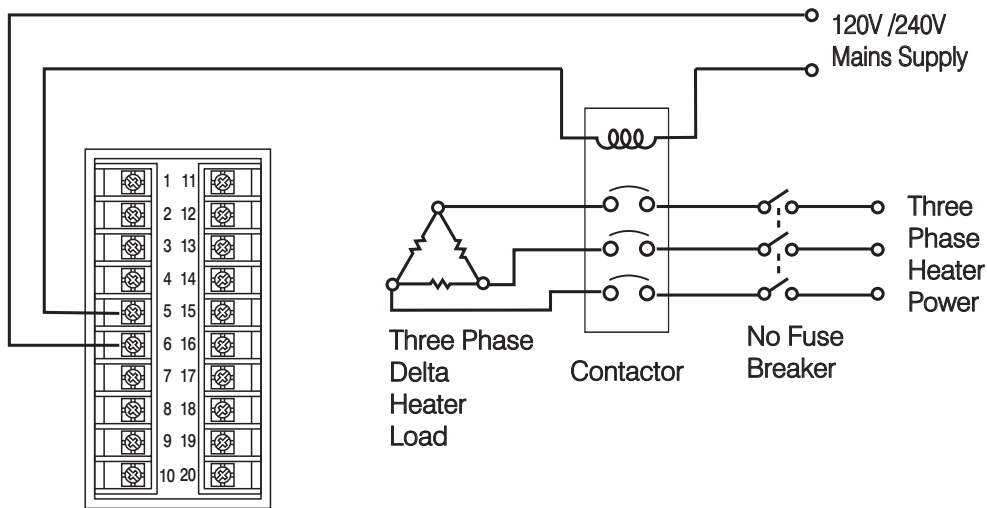 120V /240V
Mains Supply
1 11
2 12
3 13
4 14
5 15
6 16
7 17
8 18
9 19
10 20
Three
Phase
Heater
Power
Three Phase
Delta
Heater
Load
Contactor
No Fuse
Breaker